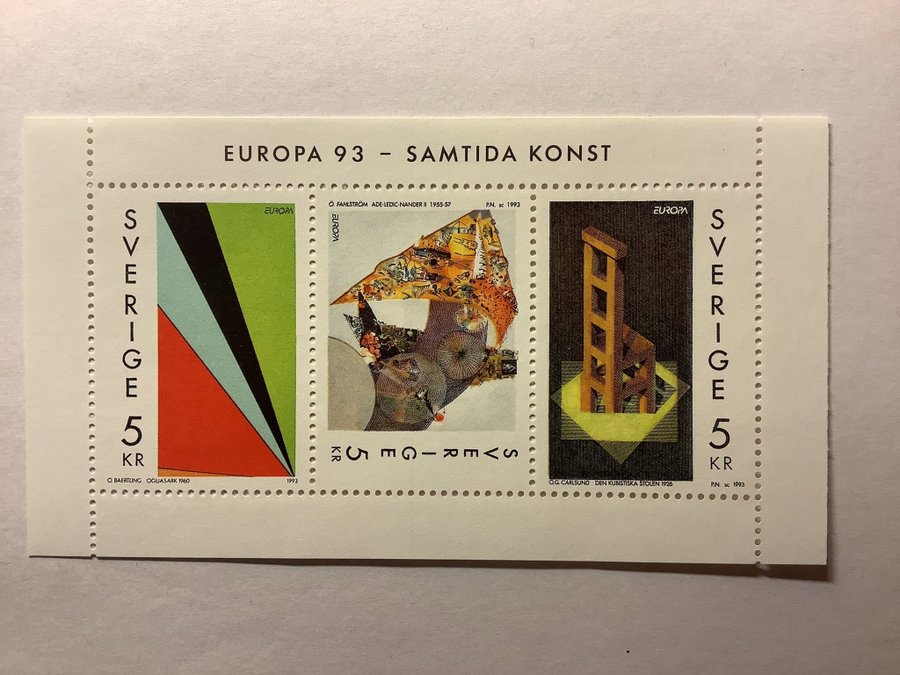 EUROPA 93 – SAMTIDA KONST
SVERIGE
5
KR
EUROPA
O. BAERTLING OGUASARK 1960 1993
Ö. FAHLSTRÖM ADE-LEDIC-NANDER II 1955-57 P.N. sc 1993
EUROPA
SVERIGE
5
KR
EUROPA
SVERIGE
5
KR
O.G. CARLSUND DEN KUBISTISKA STOLEN 1926 P.N. sc 1993